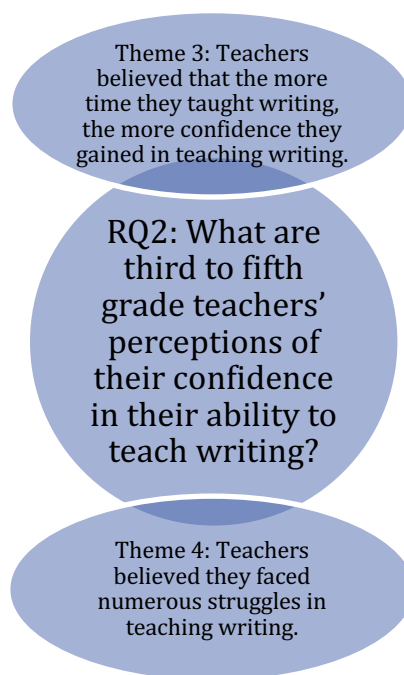 Theme 3: Teachers
believed that the more
time they taught writing,
the more confidence they
gained in teaching writing.
RQ2: What are
third to fifth
grade teachers’
perceptions of
their confidence
in their ability to
teach writing?
Theme 4: Teachers
believed they faced
numerous struggles in
teaching writing.